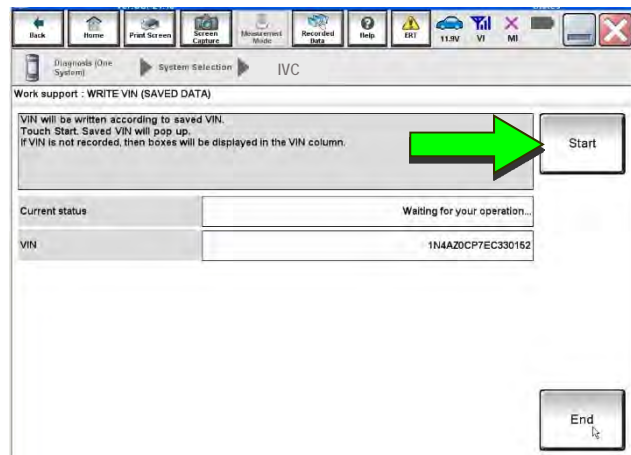 Back
Home
Print Screen
Screen
Capture
Measurement
Mode
Recorded
Data
Help
ERT
11.9V
VI
MI
Diagnosis (One
System)
System Selection
IVC
Work support : WRITE VIN (SAVED DATA)
VIN will be written according to saved VIN.
Touch Start. Saved VIN will pop up.
If VIN is not recorded, then boxes will be displayed in the VIN column.
Start
Current status
Waiting for your operation...
VIN
1N4AZ0CP7EC330152
End